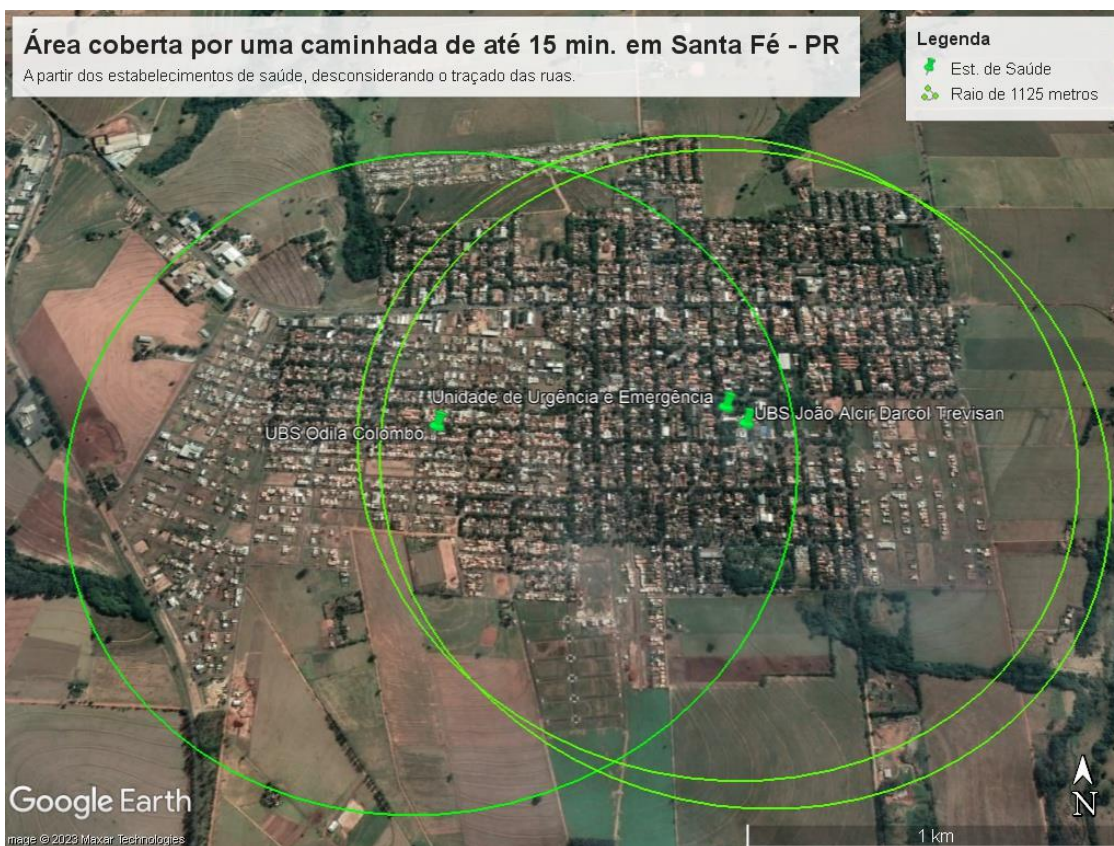 Área coberta por uma caminhada de até 15 min. em Santa Fé - PR
A partir dos estabelecimentos de saúde, desconsiderando o traçado das ruas.
Legenda
Est. de Saúde
Raio de 1125 metros
Unidade de Urgência e Emergência
UBS João Alcir Darcol Trevisan
UBS Odila Colombo
Google Earth
mage © 2023 Maxar Technologies
1 km
N